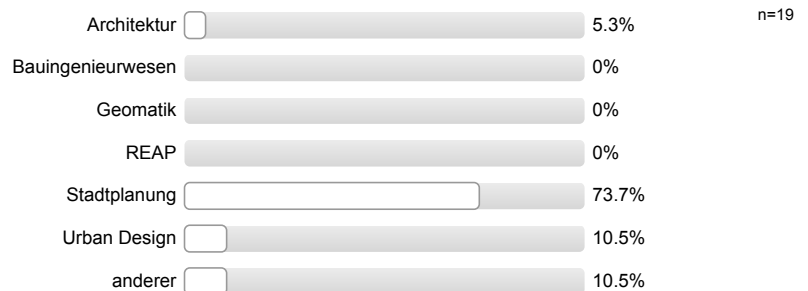 Architektur 5.3% n=19
Bauingenieurwesen 0%
Geomatik 0%
REAP 0%
Stadtplanung 73.7%
Urban Design 10.5%
anderer 10.5%